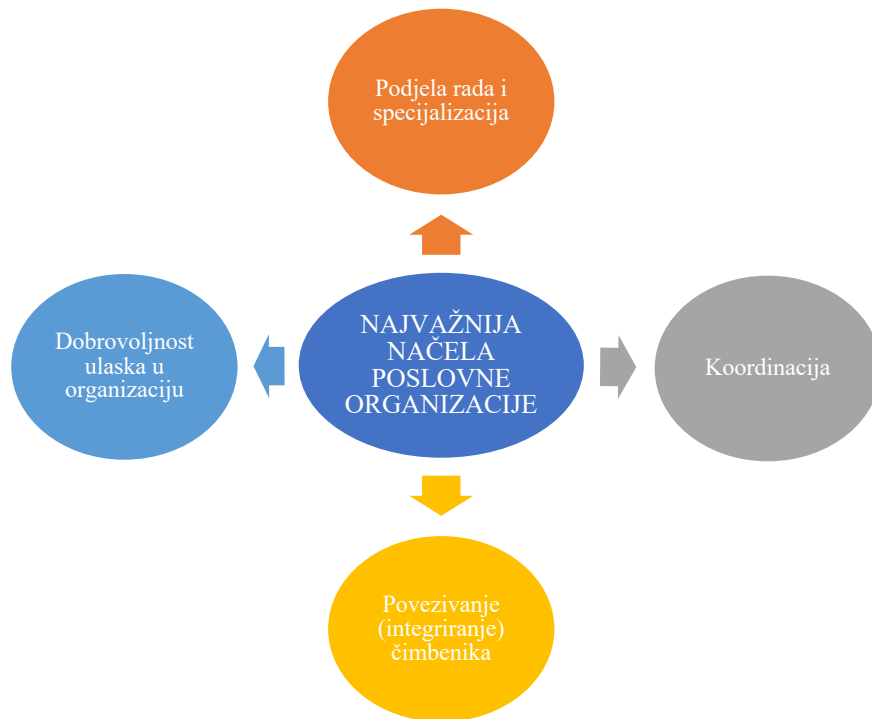 Podjela rada i
specijalizacija
Dobrovoljnost
ulaska u
organizaciju
NAJVAŽNIJA
NAČELA
POSLOVNE
ORGANIZACIJE
Koordinacija
Povezivanje
(integriranje)
čimbenika